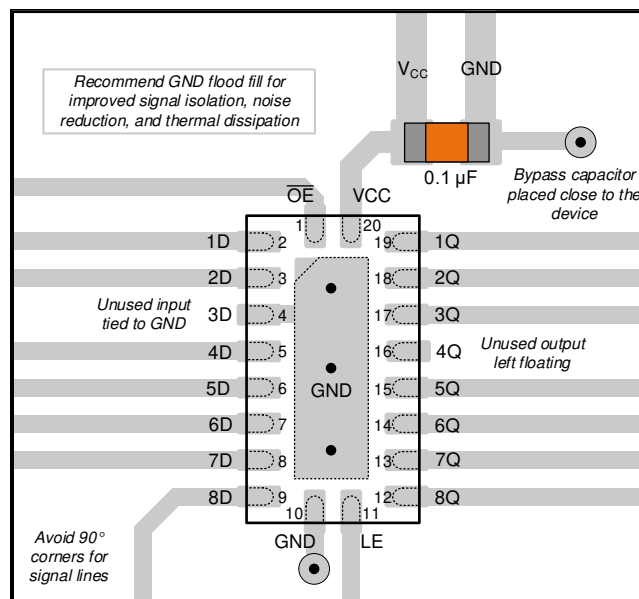 Recommend GND flood fill for
improved signal isolation, noise
reduction, and thermal dissipation
V_CC GND
0.1 µF
Bypass capacitor
placed close to the
device
O̅E̅ VCC
1 20
1D 2 19 1Q
2D 3 18 2Q
Unused input
tied to GND
3D 4 17 3Q
4D 5 16 4Q
Unused output
left floating
GND
5D 6 15 5Q
6D 7 14 6Q
7D 8 13 7Q
8D 9 12 8Q
10 11
GND LE
Avoid 90°
corners for
signal lines